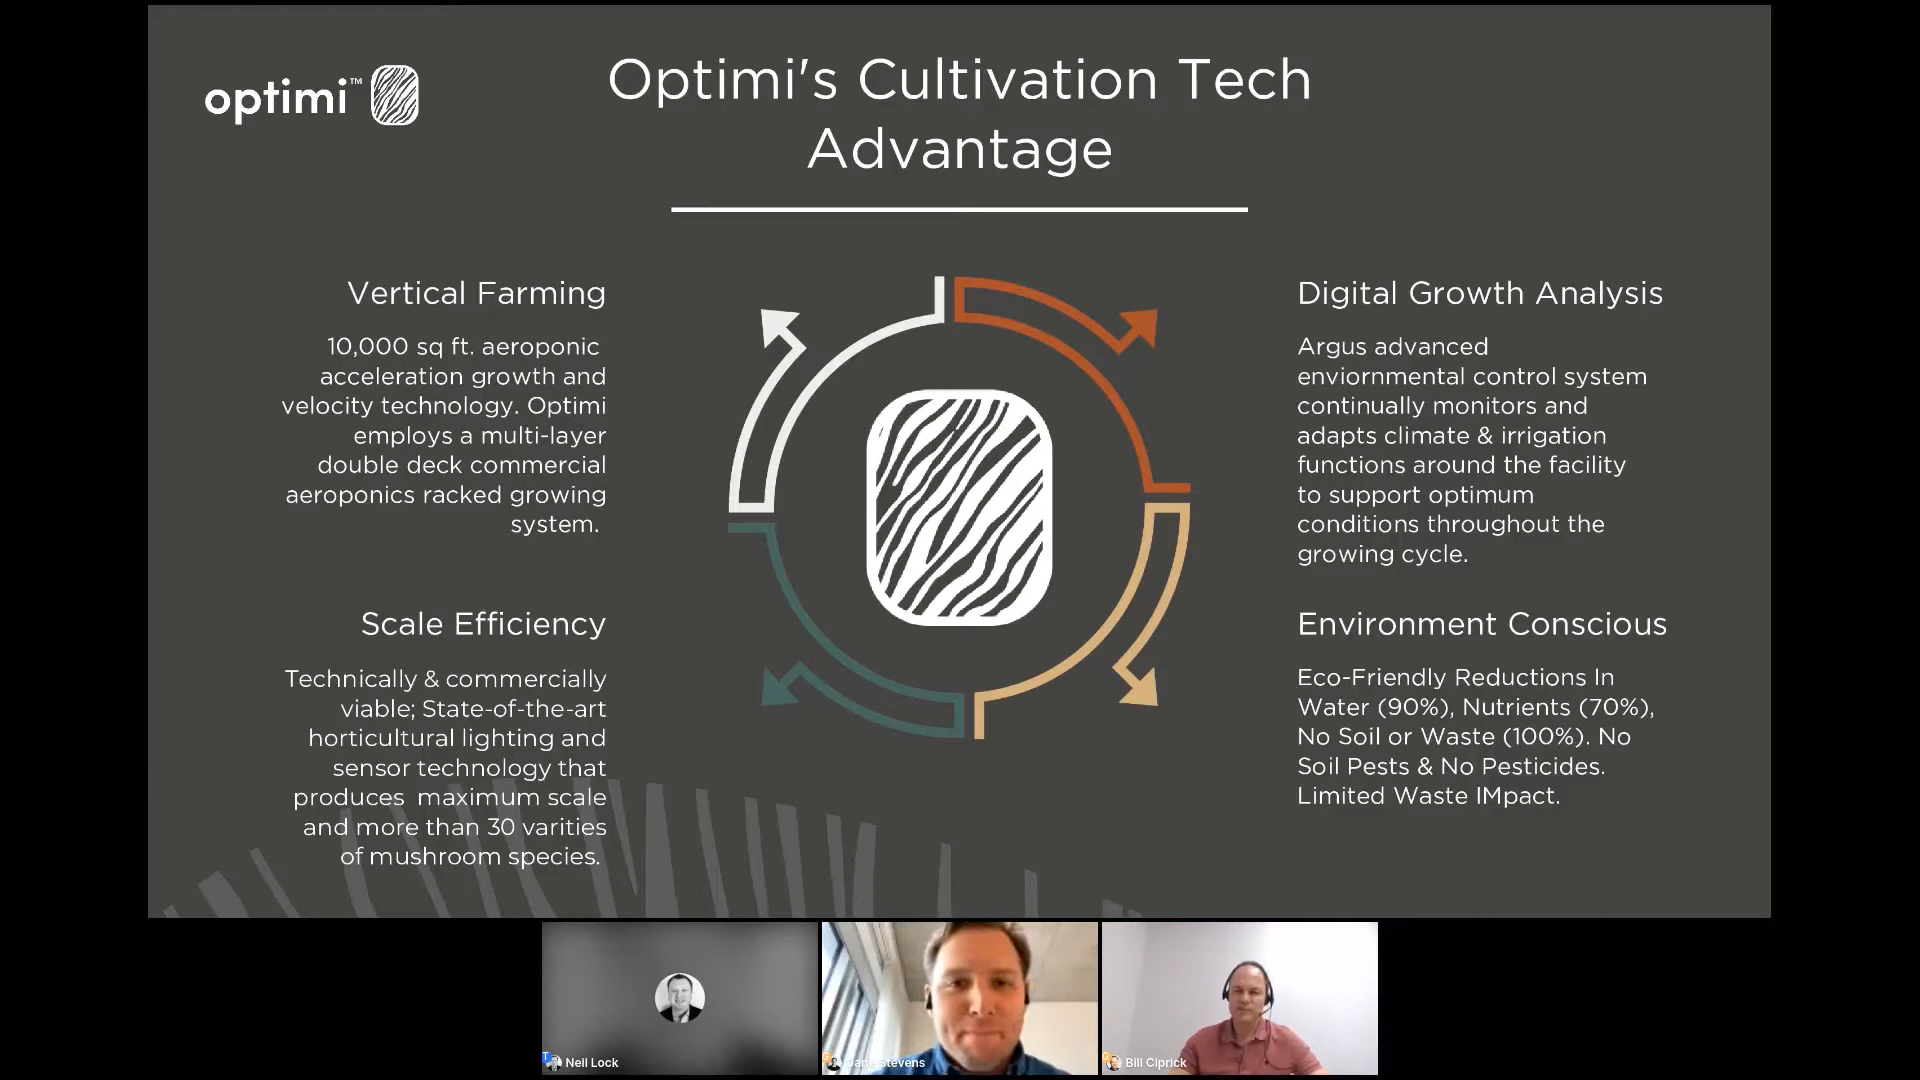 optimi™
Optimi's Cultivation Tech
Advantage
Vertical Farming
10,000 sq ft. aeroponic
acceleration growth and
velocity technology. Optimi
employs a multi-layer
double deck commercial
aeroponics racked growing
system.
Digital Growth Analysis
Argus advanced
enviornmental control system
continually monitors and
adapts climate & irrigation
functions around the facility
to support optimum
conditions throughout the
growing cycle.
Scale Efficiency
Technically & commercially
viable; State-of-the-art
horticultural lighting and
sensor technology that
produces maximum scale
and more than 30 varities
of mushroom species.
Environment Conscious
Eco-Friendly Reductions In
Water (90%), Nutrients (70%),
No Soil or Waste (100%). No
Soil Pests & No Pesticides.
Limited Waste IMpact.
Neil Lock
Dane Stevens
Bill Ciprick